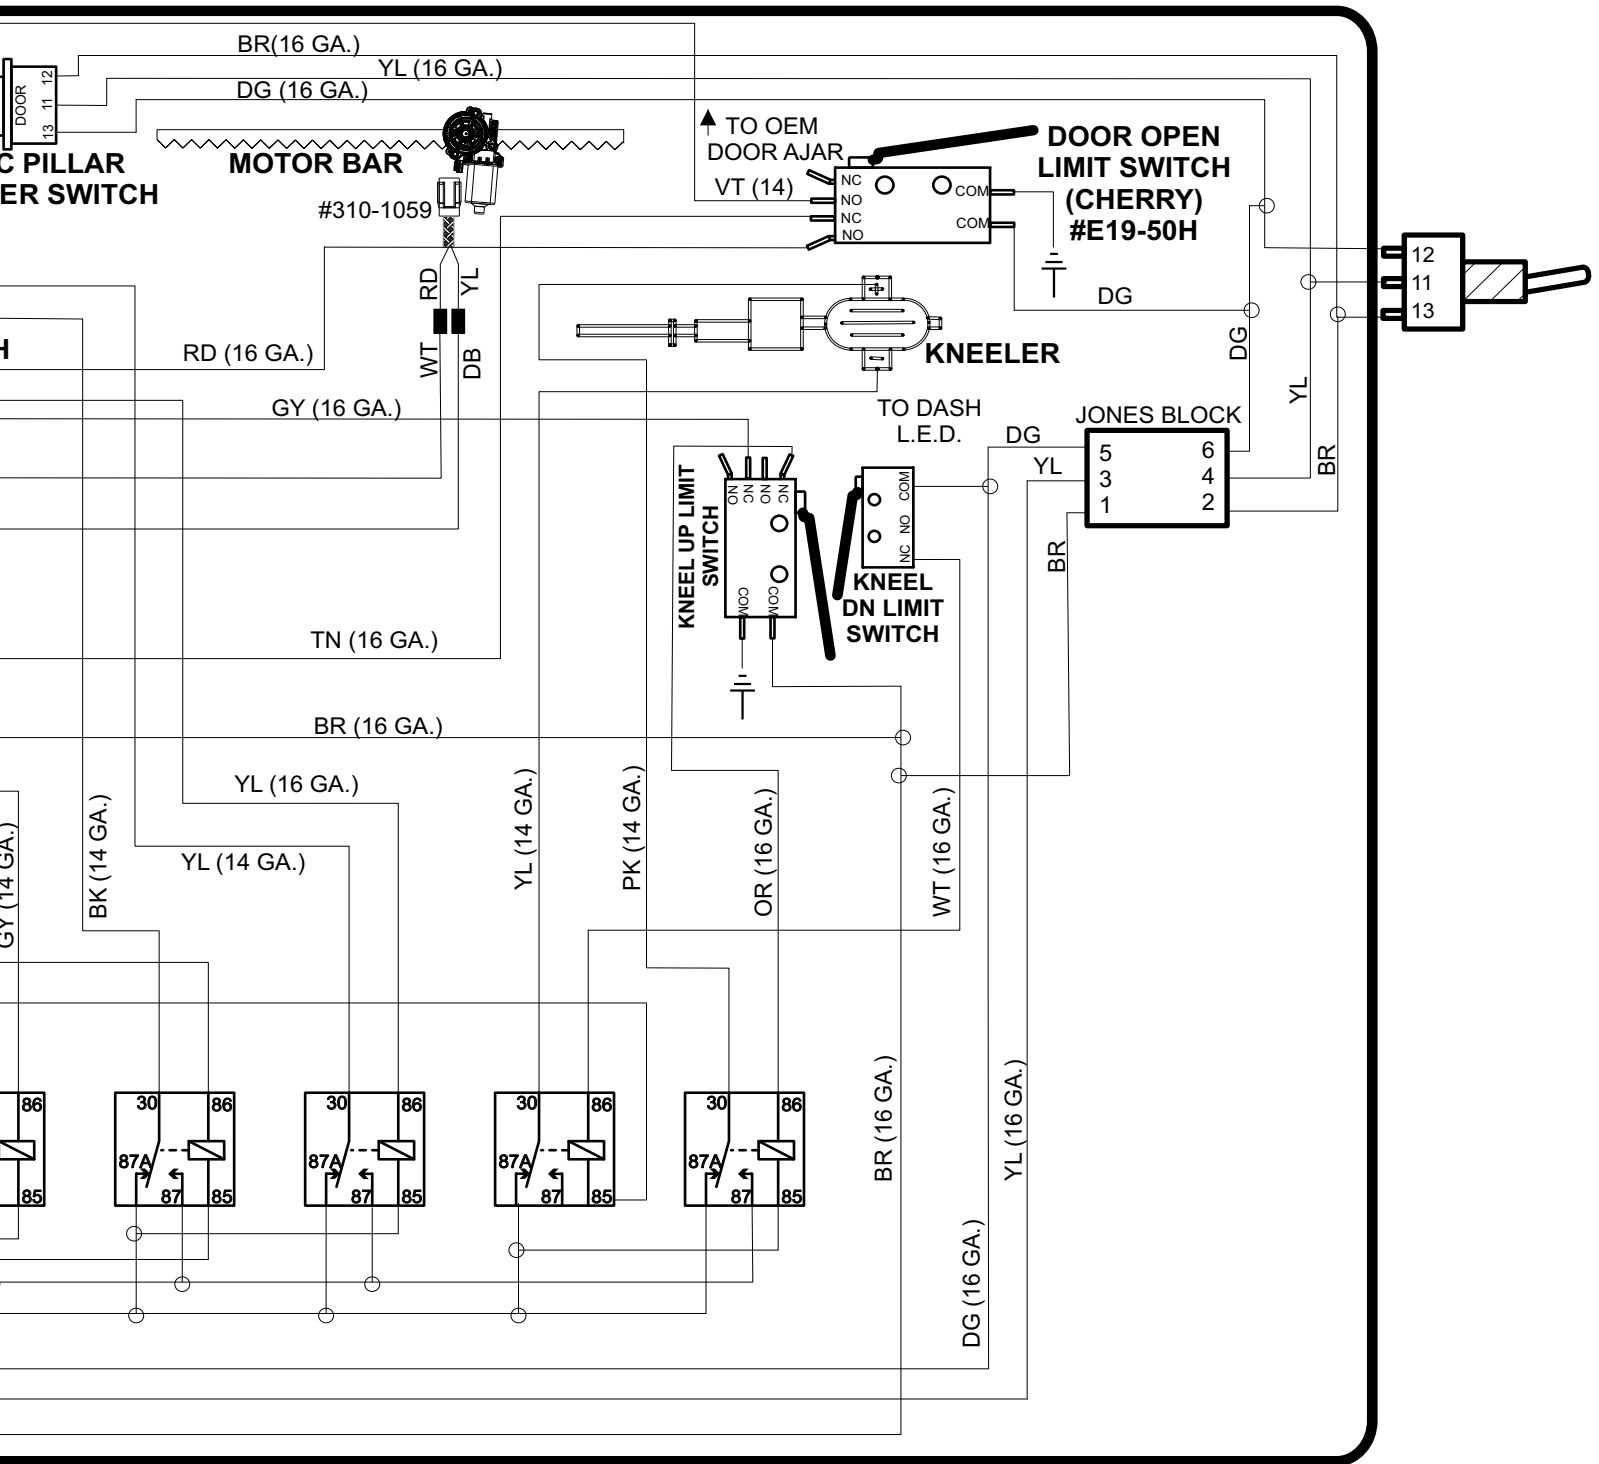 BR(16 GA.)
YL (16 GA.)
DG (16 GA.)
DOOR
12
11
13
C PILLAR
ER SWITCH
MOTOR BAR
#310-1059
TO OEM
DOOR AJAR
VT (14)
NC
NO
NC
NO
COM
COM
DOOR OPEN
LIMIT SWITCH
(CHERRY)
#E19-50H
12
11
13
RD
YL
WT
DB
H
RD (16 GA.)
+
-
KNEELER
DG
DG
YL
BR
GY (16 GA.)
TO DASH
L.E.D.
DG
YL
BR
JONES BLOCK
5
3
1
6
4
2
KNEEL UP LIMIT
SWITCH
NO
NC
NO
NC
COM
COM
COM
NO
NC
KNEEL
DN LIMIT
SWITCH
TN (16 GA.)
BR (16 GA.)
YL (16 GA.)
YL (14 GA.)
GY (14 GA.)
BK (14 GA.)
YL (14 GA.)
PK (14 GA.)
OR (16 GA.)
WT (16 GA.)
BR (16 GA.)
YL (16 GA.)
DG (16 GA.)
86
85
30
86
87A
87
85
30
86
87A
87
85
30
86
87A
87
85
30
86
87A
87
85